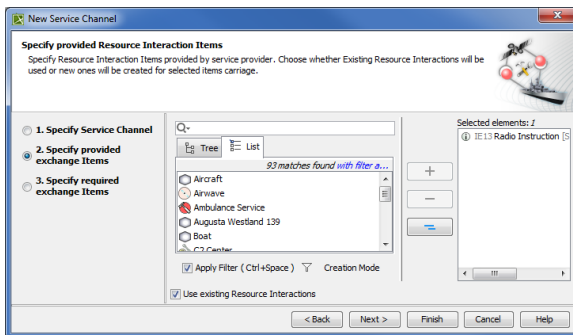 New Service Channel
Specify provided Resource Interaction Items
Specify Resource Interaction Items provided by service provider. Choose whether Existing Resource Interactions will be
used or new ones will be created for selected items carriage.
1. Specify Service Channel
2. Specify provided
exchange Items
3. Specify required
exchange Items
Tree
List
93 matches found with filter a...
Aircraft
Airwave
Ambulance Service
Augusta Westland 139
Boat
C2 Center
Apply Filter ( Ctrl+Space )
Creation Mode
Use existing Resource Interactions
Selected elements: 1
IE13 Radio Instruction [S
< Back
Next >
Finish
Cancel
Help